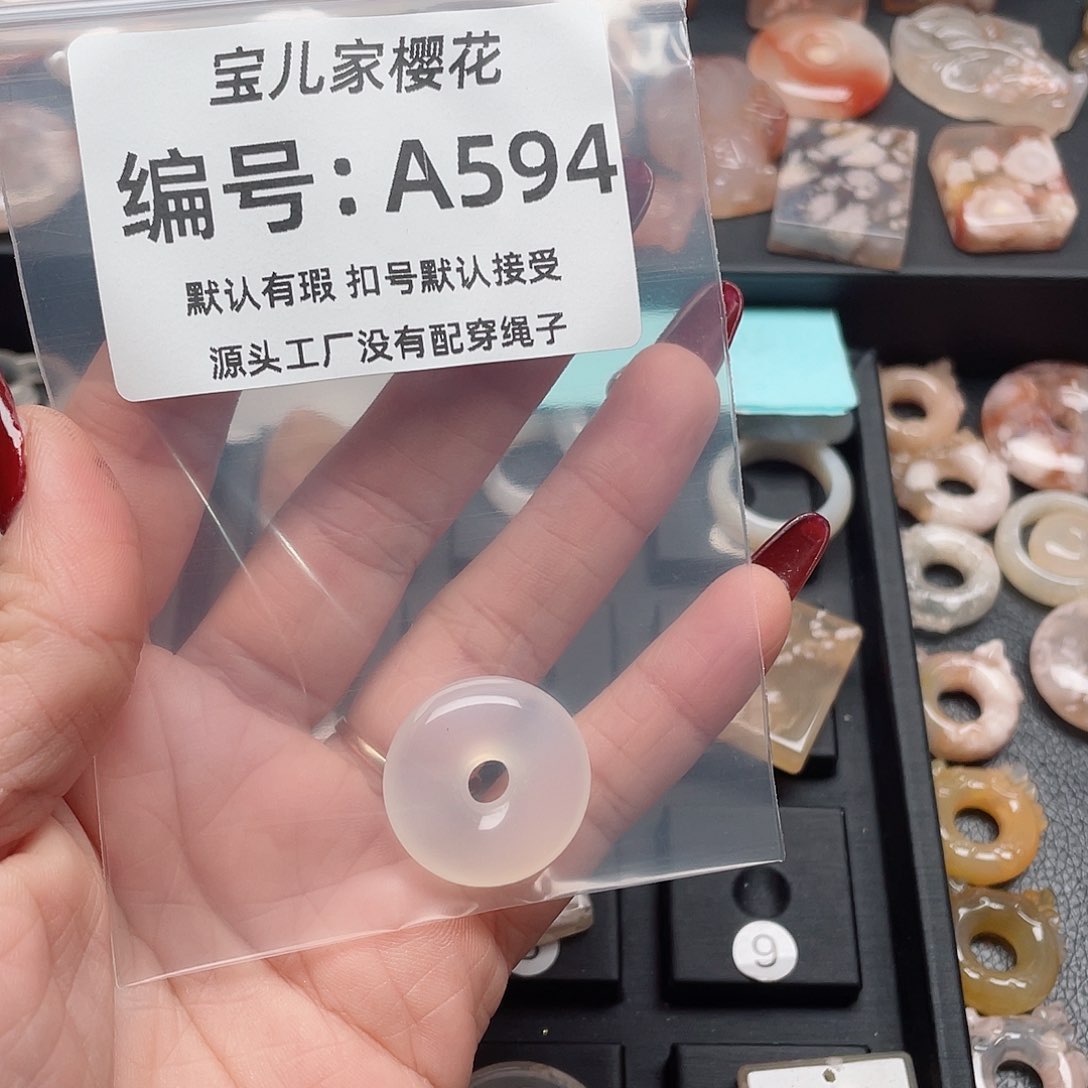 宝儿家樱花
编号：A594
默认有瑕 扣号默认接受
源头工厂没有配穿绳子
9